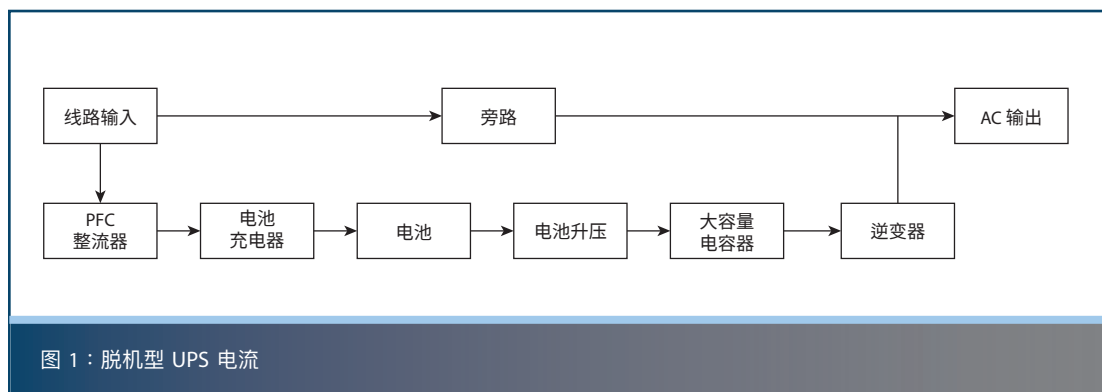 线路输入
旁路
AC 输出
PFC
整流器
电池
充电器
电池
电池升压
大容量
电容器
逆变器
图 1：脱机型 UPS 电流